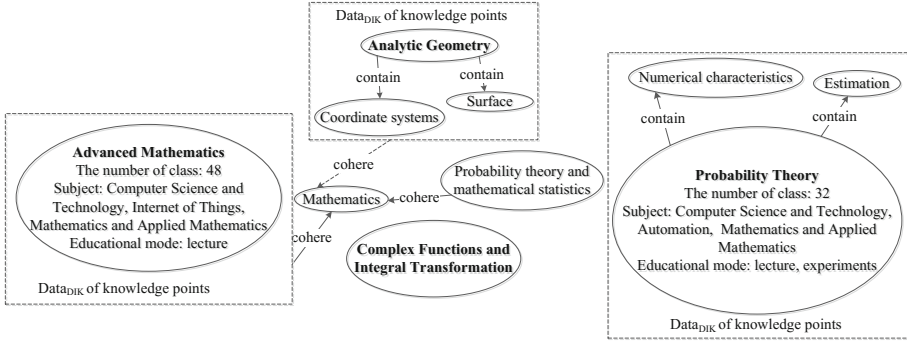 Data_DIK of knowledge points
Analytic Geometry
contain
contain
Coordinate systems
Surface
Advanced Mathematics
The number of class: 48
Subject: Computer Science and
Technology, Internet of Things,
Mathematics and Applied Mathematics
Educational mode: lecture
Data_DIK of knowledge points
cohere
Mathematics
cohere
Probability theory and
mathematical statistics
cohere
Complex Functions and
Integral Transformation
Numerical characteristics
Estimation
contain
contain
Probability Theory
The number of class: 32
Subject: Computer Science and Technology,
Automation, Mathematics and Applied
Mathematics
Educational mode: lecture, experiments
Data_DIK of knowledge points